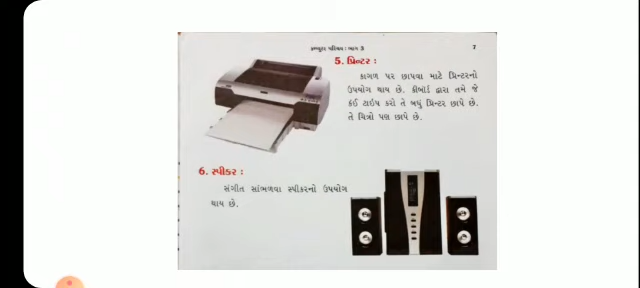 કમ્પ્યુટર પરિચય : ભાગ 3
7
5. પ્રિન્ટર :
કાગળ પર છાપવા માટે પ્રિન્ટરનો
ઉપયોગ થાય છે. કીબોર્ડ દ્વારા તમે જે
કંઈ ટાઇપ કરો તે બધું પ્રિન્ટર છાપે છે.
તે ચિત્રો પણ છાપે છે.
6. સ્પીકર :
સંગીત સાંભળવા સ્પીકરનો ઉપયોગ
થાય છે.